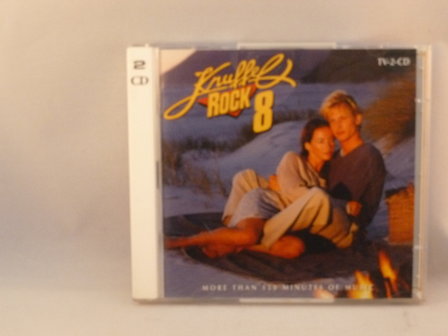 2
CD
TV-2-CD
Knuffel
ROCK 8
MORE THAN 150 MINUTES OF MUSIC